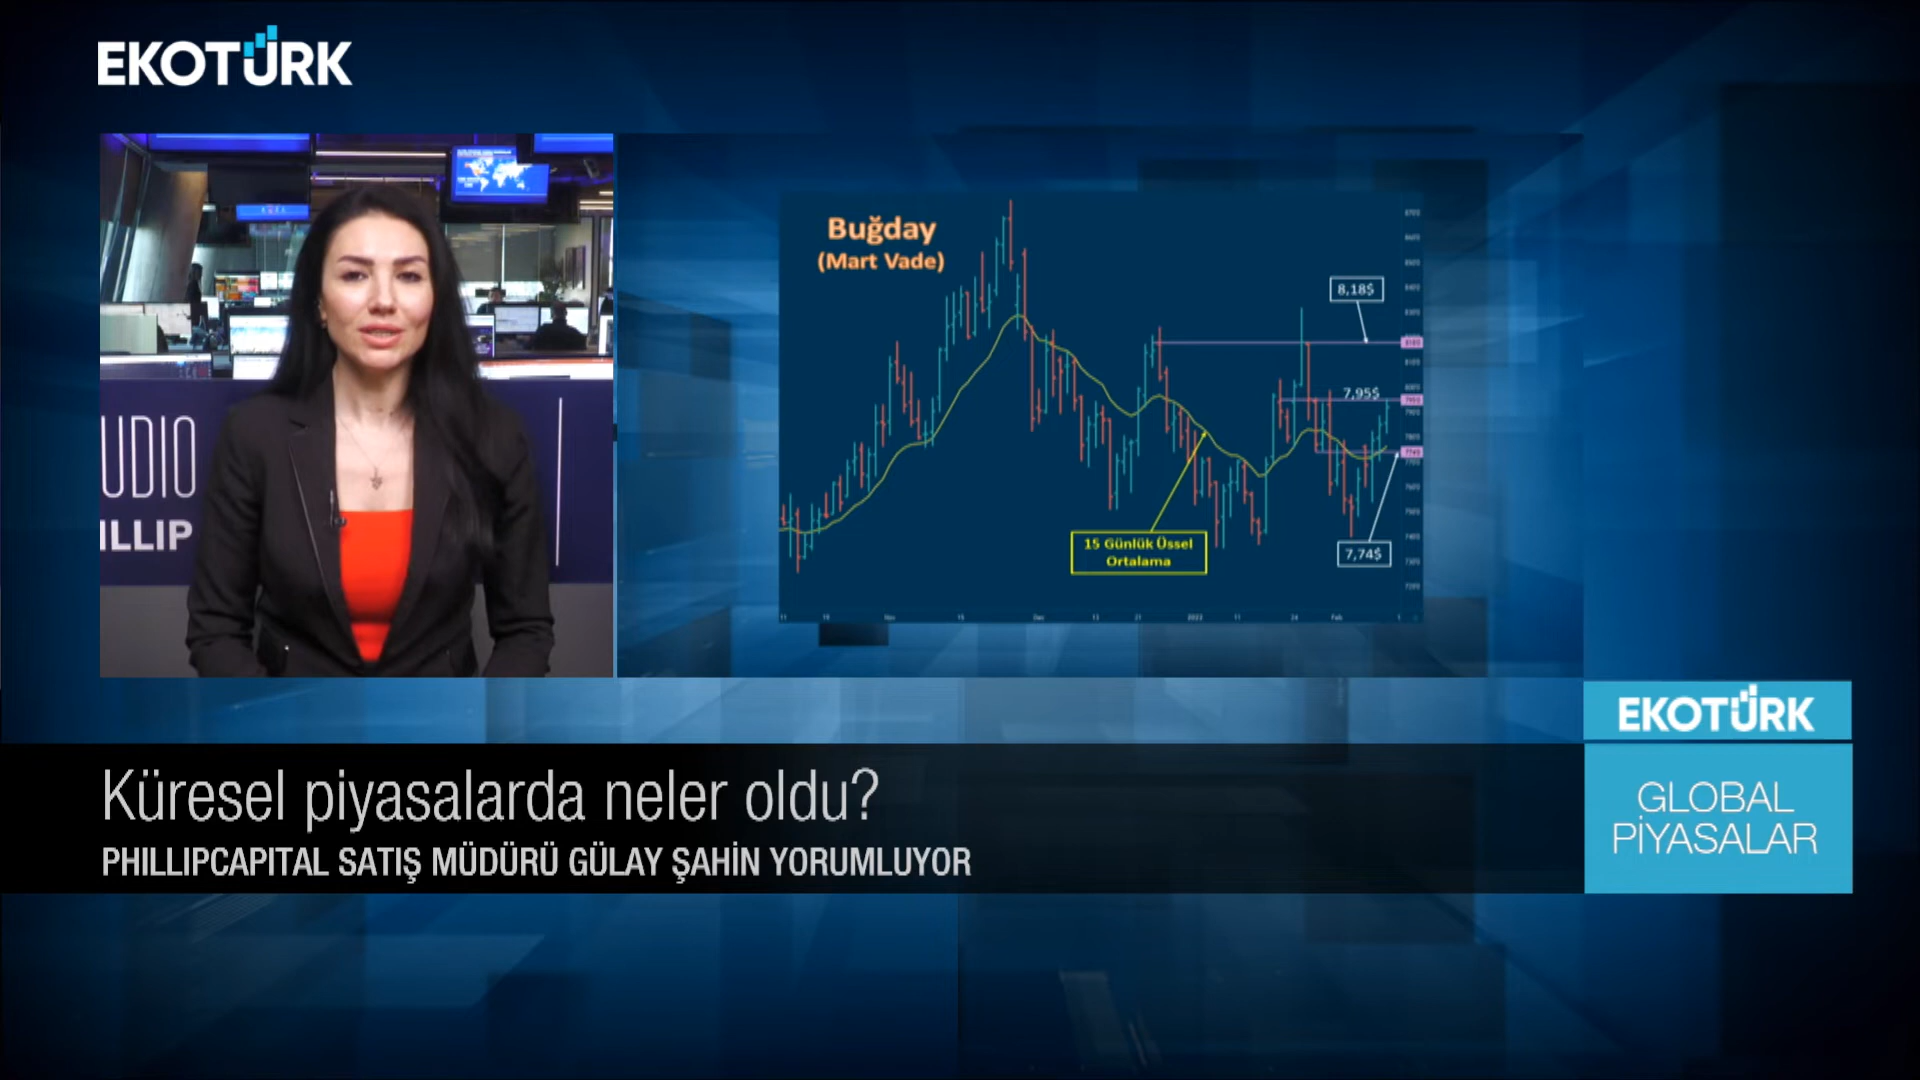 EKOTÜRK
UDIO
ILLIP
Buğday
(Mart Vade)
8,18$
7,95$
15 Günlük Üssel
Ortalama
7,74$
EKOTÜRK
Küresel piyasalarda neler oldu?
PHILLIPCAPITAL SATIŞ MÜDÜRÜ GÜLAY ŞAHİN YORUMLUYOR
GLOBAL
PİYASALAR